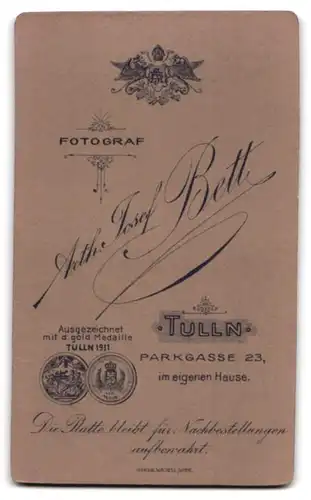 FOTOGRAF
Arth. Josef Bett
Ausgezeichnet
mit d. gold Medaille
TULLN 1911
TULLN
PARKGASSE 23,
im eigenen Hause.
Die Platte bleibt für Nachbestellungen
aufbewahrt.